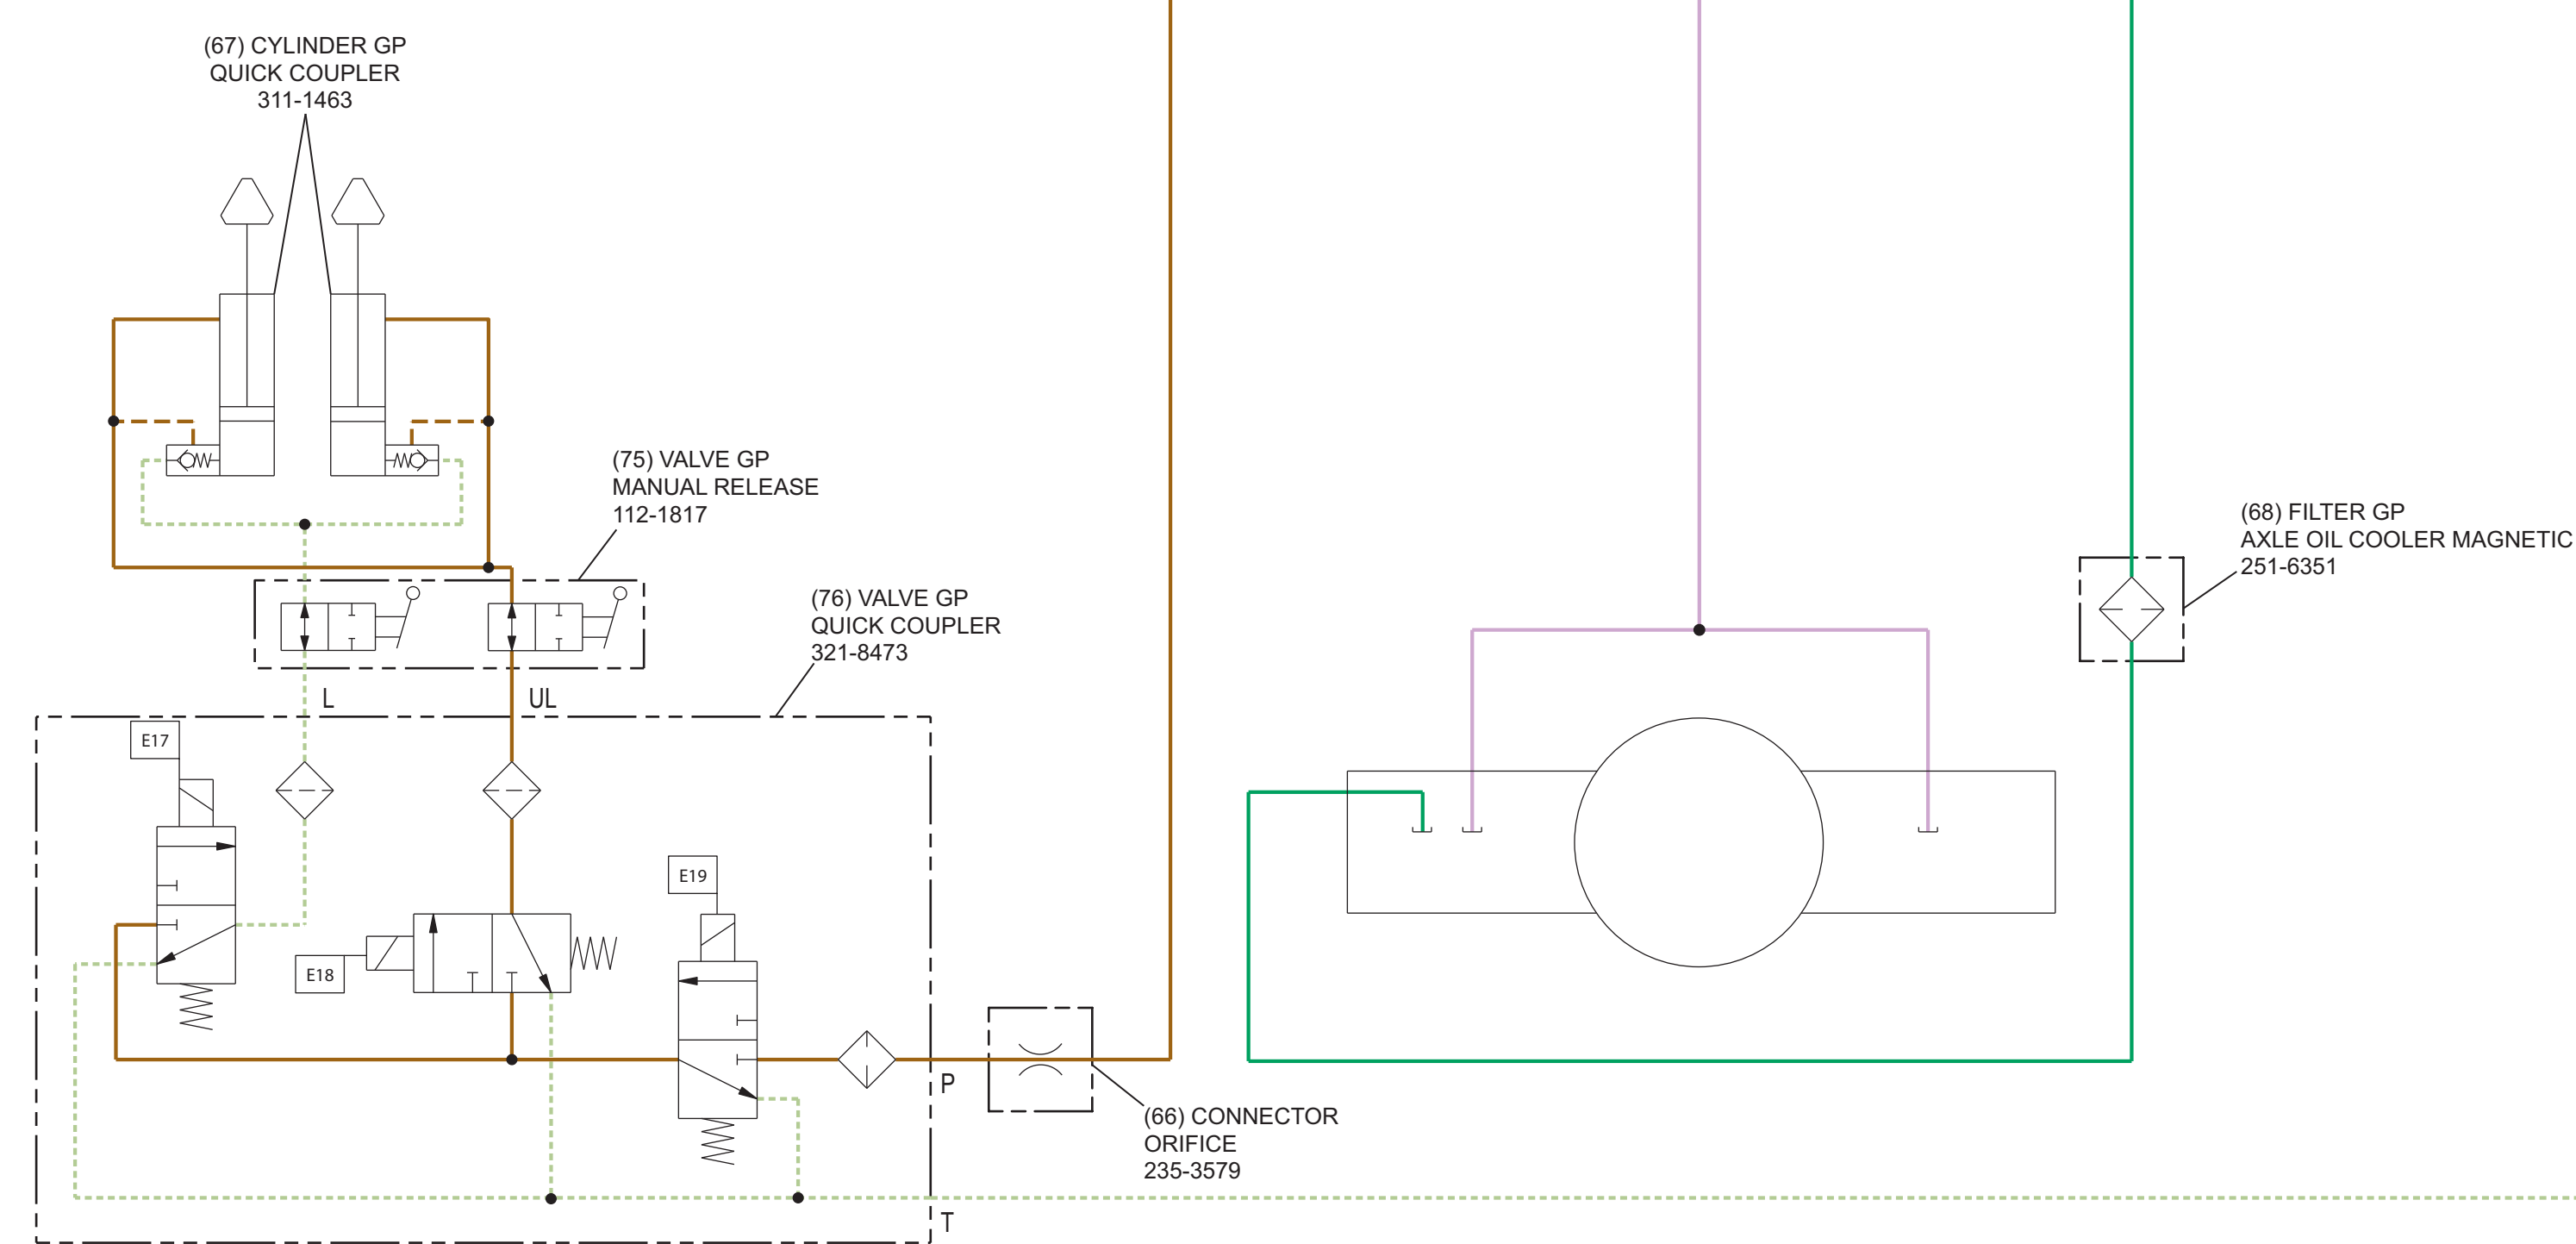 (67) CYLINDER GP
QUICK COUPLER
311-1463
(75) VALVE GP
MANUAL RELEASE
112-1817
(68) FILTER GP
AXLE OIL COOLER MAGNETIC
251-6351
(76) VALVE GP
QUICK COUPLER
321-8473
L
UL
E17
E19
E18
P
(66) CONNECTOR
ORIFICE
235-3579
T